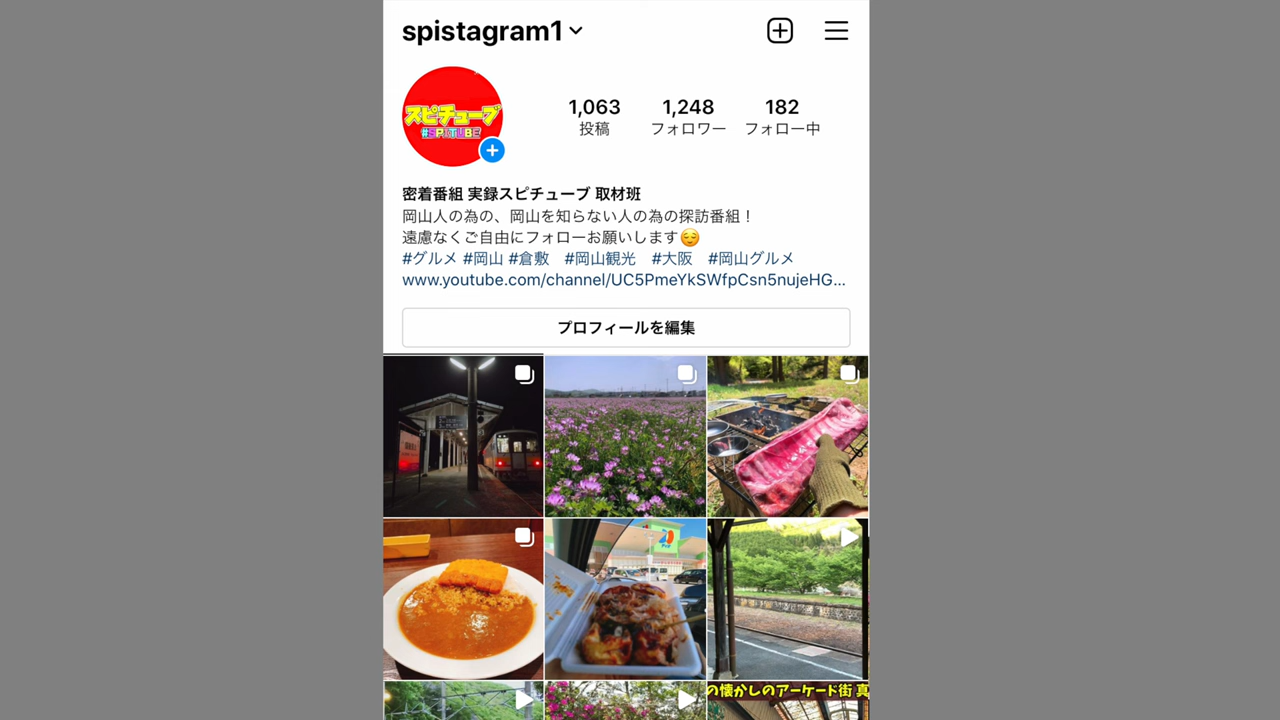 spistagram1
スピチューブ
#SPITUBE
1,063 1,248 182
投稿 フォロワー フォロー中
密着番組 実録スピチューブ 取材班
岡山人の為の、岡山を知らない人の為の探訪番組！
遠慮なくご自由にフォローお願いします😌
#グルメ #岡山 #倉敷　#岡山観光　#大阪　#岡山グルメ
www.youtube.com/channel/UC5PmeYkSWfpCsn5nujeHG...
プロフィールを編集
の懐かしのアーケード街 真